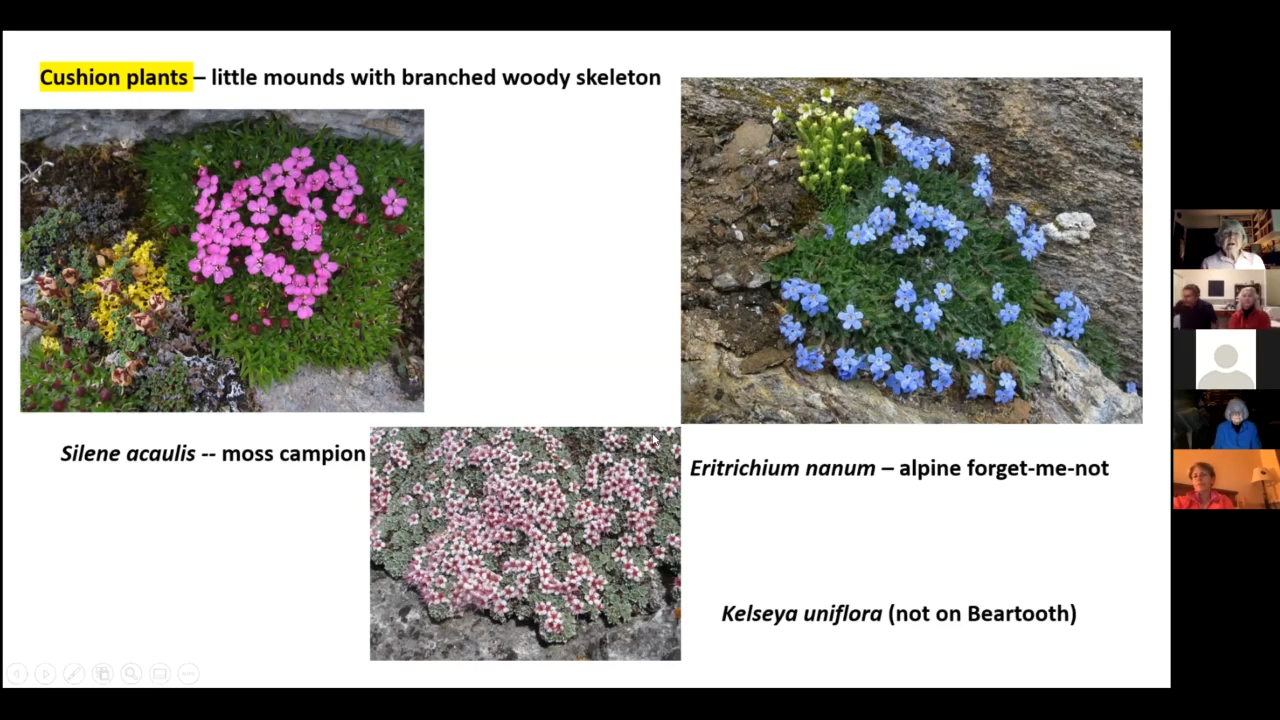 Cushion plants – little mounds with branched woody skeleton
Silene acaulis -- moss campion
Eritrichium nanum – alpine forget-me-not
Kelseya uniflora (not on Beartooth)